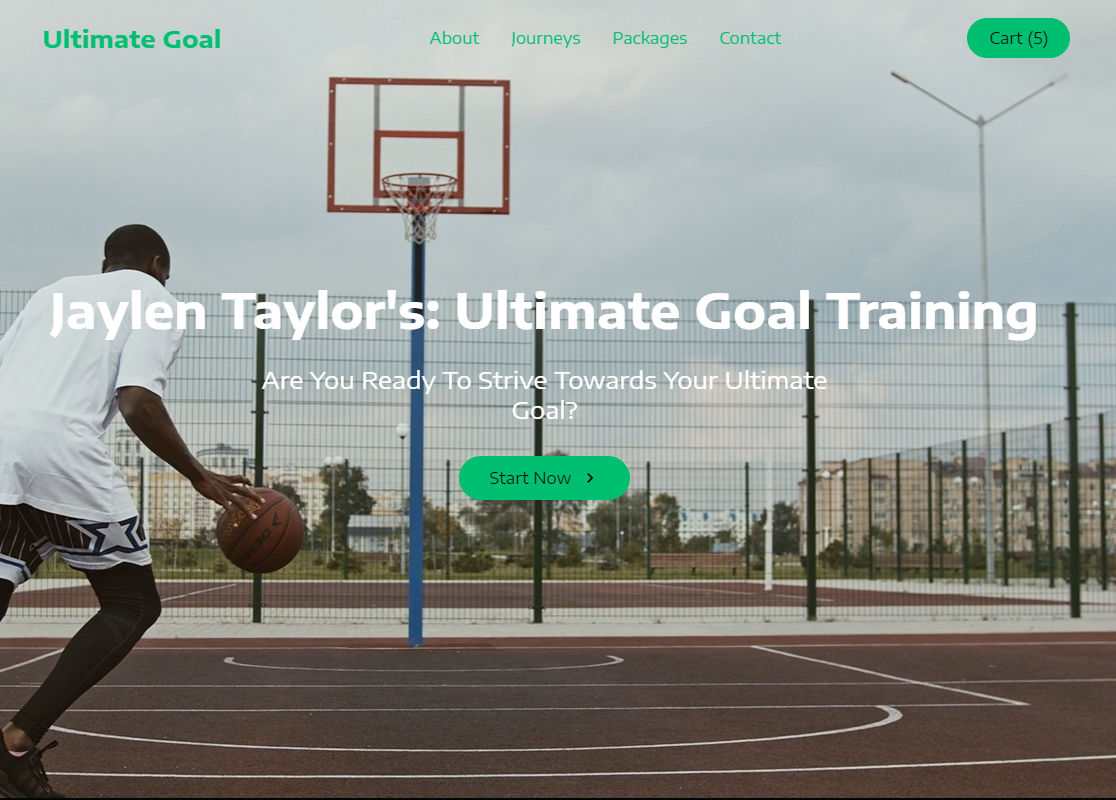 Ultimate Goal
About Journeys Packages Contact
Cart (5)
Jaylen Taylor's: Ultimate Goal Training
Are You Ready To Strive Towards Your Ultimate
Goal?
Start Now